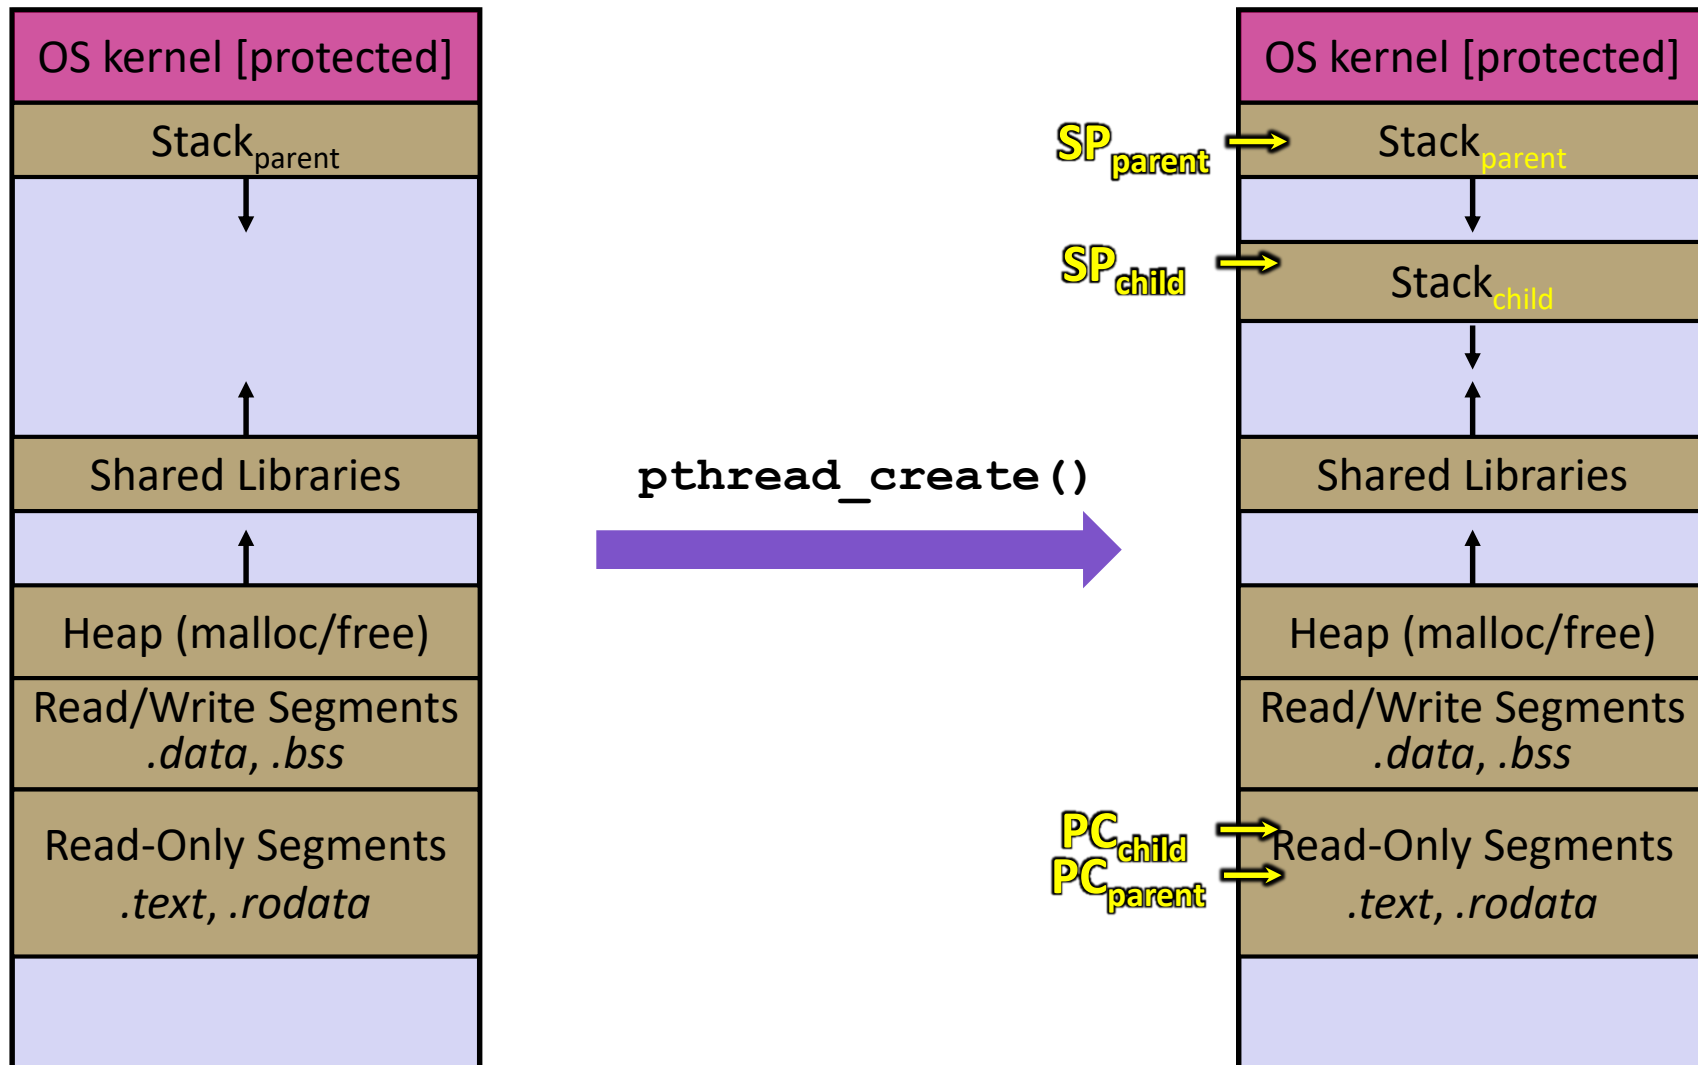 OS kernel [protected]
Stackparent
Shared Libraries
Heap (malloc/free)
Read/Write Segments
.data, .bss
Read-Only Segments
.text, .rodata
pthread_create()
SPparent
SPchild
PCchild
PCparent
OS kernel [protected]
Stackparent
Stackchild
Shared Libraries
Heap (malloc/free)
Read/Write Segments
.data, .bss
Read-Only Segments
.text, .rodata